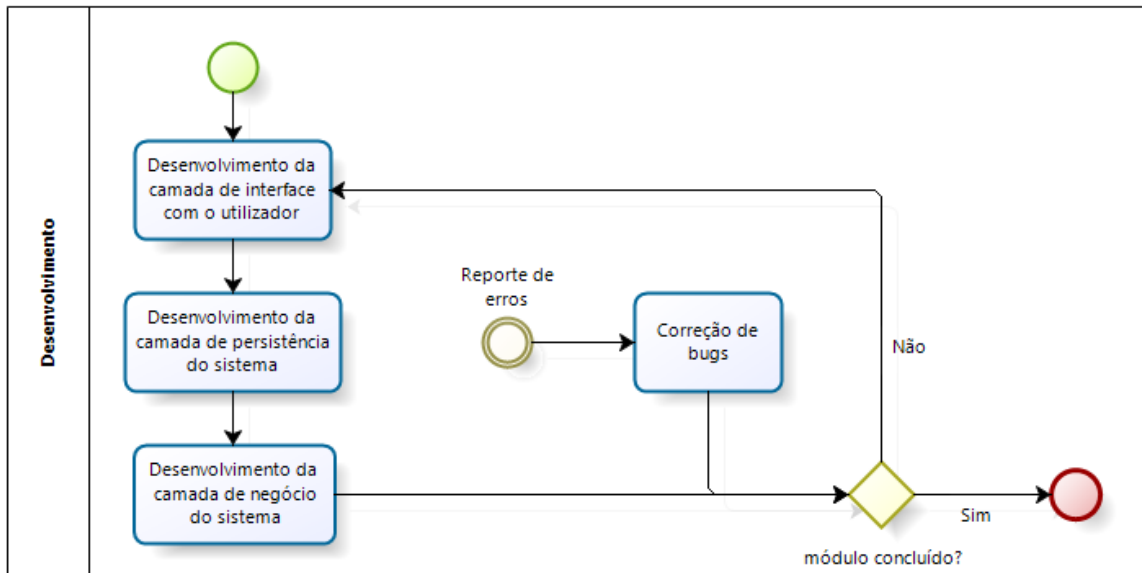 Desenvolvimento
Desenvolvimento da
camada de interface
com o utilizador
Desenvolvimento da
camada de persistência
do sistema
Desenvolvimento da
camada de negócio
do sistema
Reporte de
erros
Correção de
bugs
Não
Sim
módulo concluído?